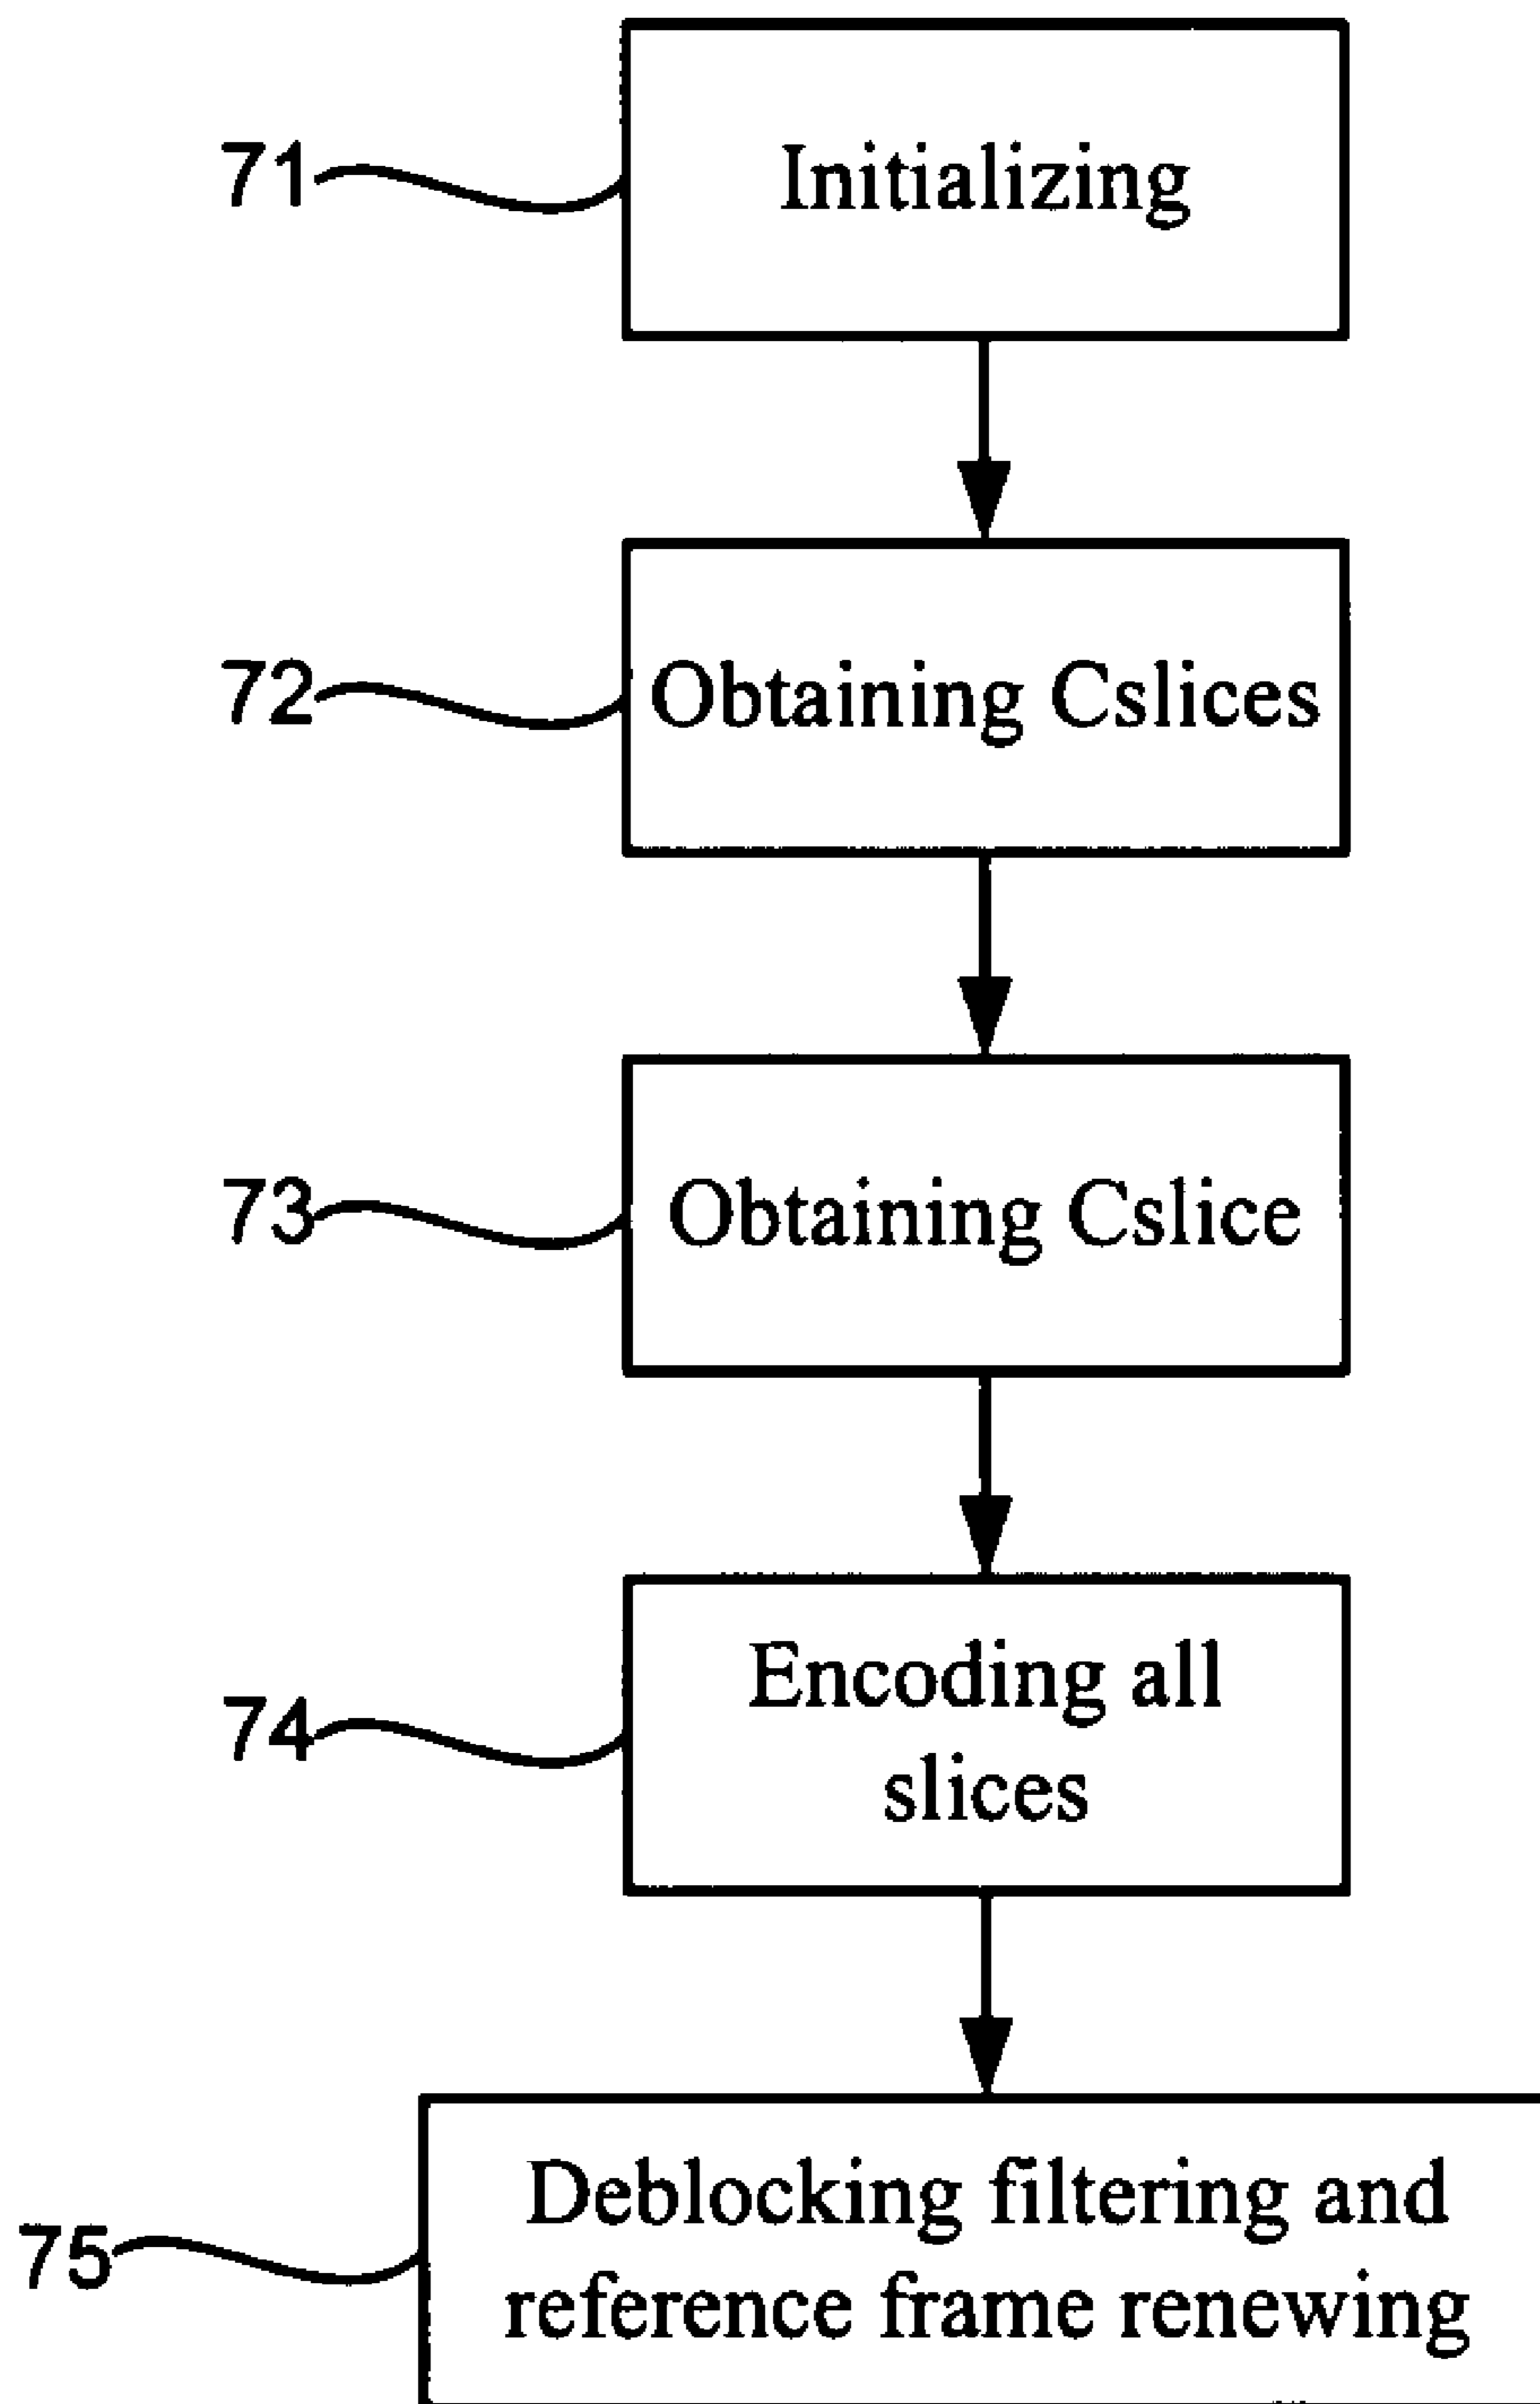 71 Initializing
72 Obtaining Cslices
73 Obtaining Cslice
74 Encoding all
slices
75 Deblocking filtering and
reference frame renewing